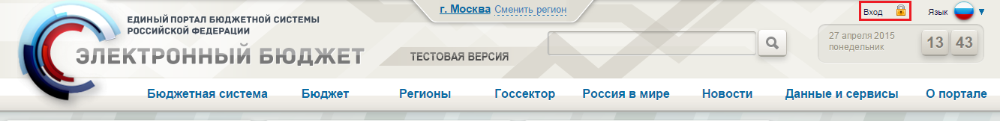 г. Москва Сменить регион
Вход Язык
ЕДИНЫЙ ПОРТАЛ БЮДЖЕТНОЙ СИСТЕМЫ
РОССИЙСКОЙ ФЕДЕРАЦИИ
ЭЛЕКТРОННЫЙ БЮДЖЕТ
ТЕСТОВАЯ ВЕРСИЯ
27 апреля 2015
понедельник
13 43
Бюджетная система Бюджет Регионы Госсектор Россия в мире Новости Данные и сервисы О портале